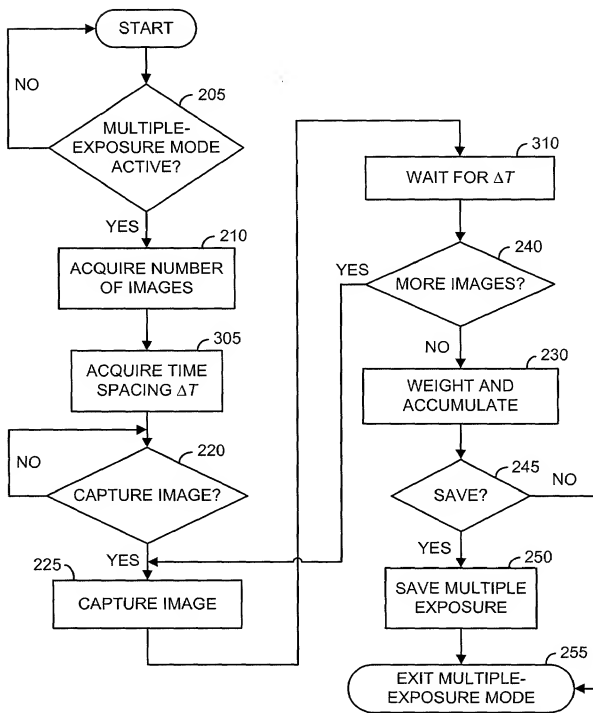 START
NO
205
MULTIPLE-
EXPOSURE MODE
ACTIVE?
YES
210
ACQUIRE NUMBER
OF IMAGES
305
ACQUIRE TIME
SPACING ΔT
220
NO
CAPTURE IMAGE?
YES
225
CAPTURE IMAGE
310
WAIT FOR ΔT
240
YES
MORE IMAGES?
NO
230
WEIGHT AND
ACCUMULATE
245
NO
SAVE?
YES
250
SAVE MULTIPLE
EXPOSURE
255
EXIT MULTIPLE-
EXPOSURE MODE